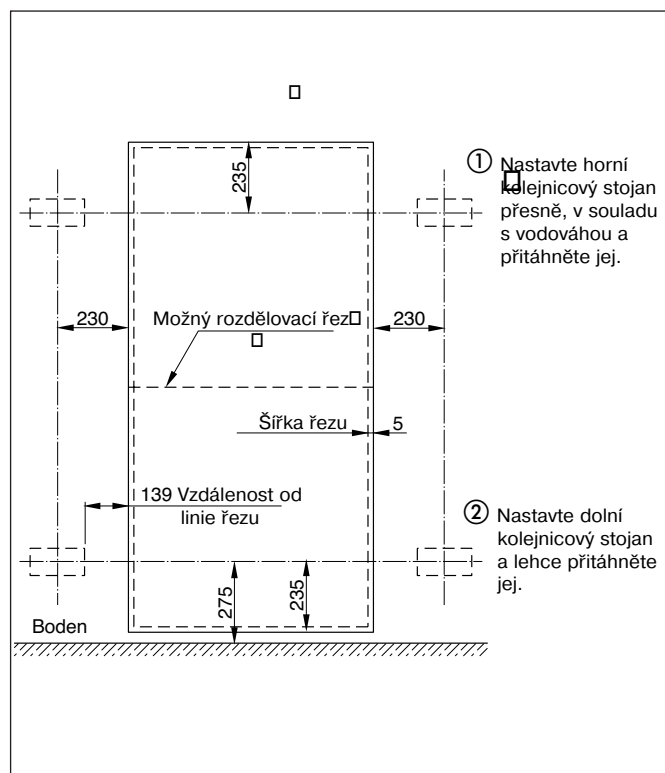 235
① Nastavte horní
kolejnicový stojan
přesně, v souladu
s vodováhou a
přitáhněte jej.
230
Možný rozdělovací řez
230
Šířka řezu
5
139 Vzdálenost od
linie řezu
② Nastavte dolní
kolejnicový stojan
a lehce přitáhněte
jej.
275
235
Boden